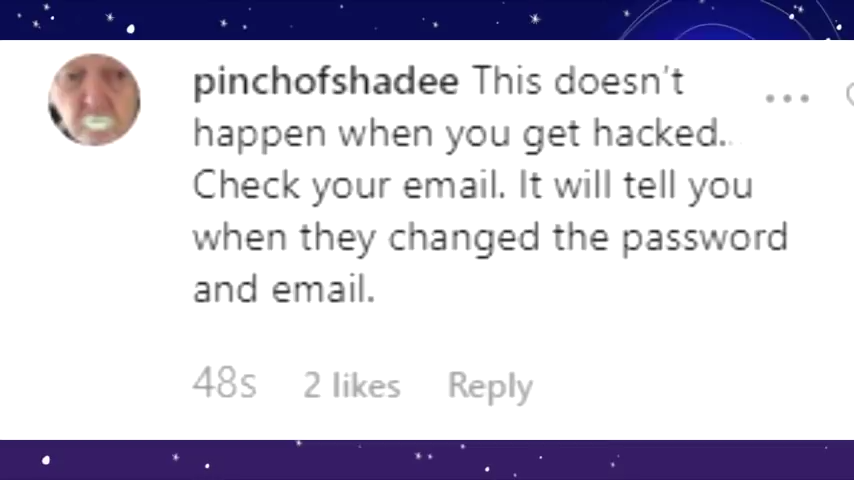 pinchofshadee This doesn't
happen when you get hacked..
Check your email. It will tell you
when they changed the password
and email.
48s 2 likes Reply